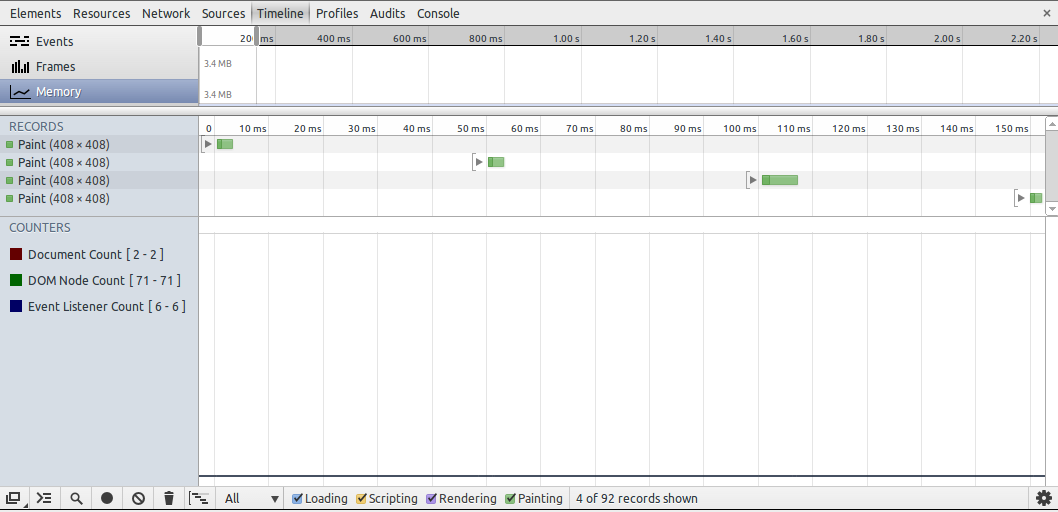 Elements Resources Network Sources Timeline Profiles Audits Console ×
Events
Frames
Memory
200 ms 400 ms 600 ms 800 ms 1.00 s 1.20 s 1.40 s 1.60 s 1.80 s 2.00 s 2.20 s
3.4 MB
3.4 MB
RECORDS 0 10 ms 20 ms 30 ms 40 ms 50 ms 60 ms 70 ms 80 ms 90 ms 100 ms 110 ms 120 ms 130 ms 140 ms 150 ms
Paint (408 × 408)
Paint (408 × 408)
Paint (408 × 408)
Paint (408 × 408)
COUNTERS
Document Count [ 2 - 2 ]
DOM Node Count [ 71 - 71 ]
Event Listener Count [ 6 - 6 ]
All Loading Scripting Rendering Painting 4 of 92 records shown